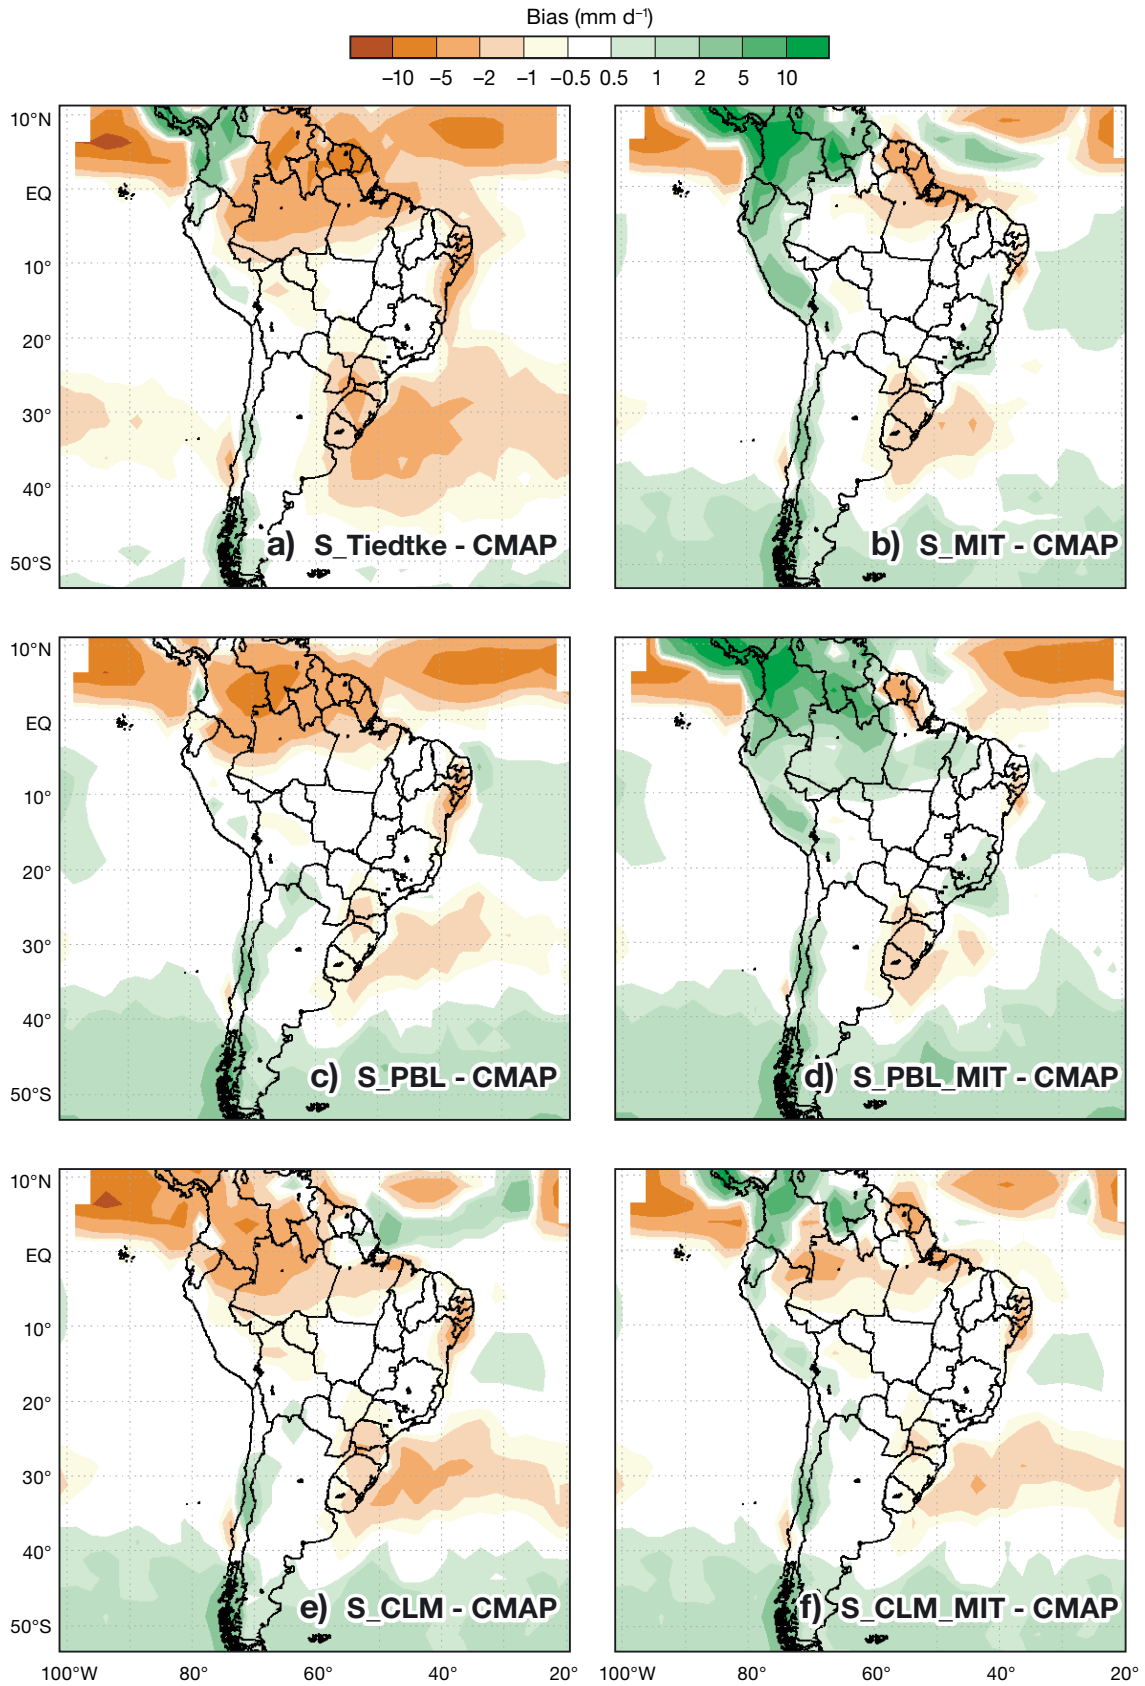 Bias (mm d⁻¹)
−10 −5 −2 −1 −0.5 0.5 1 2 5 10
10°N
EQ
10°
20°
30°
40°
50°S
a) S_Tiedtke - CMAP
b) S_MIT - CMAP
10°N
EQ
10°
20°
30°
40°
50°S
c) S_PBL - CMAP
d) S_PBL_MIT - CMAP
10°N
EQ
10°
20°
30°
40°
50°S
e) S_CLM - CMAP
f) S_CLM_MIT - CMAP
100°W 80° 60° 40° 20° 100°W 80° 60° 40° 20°